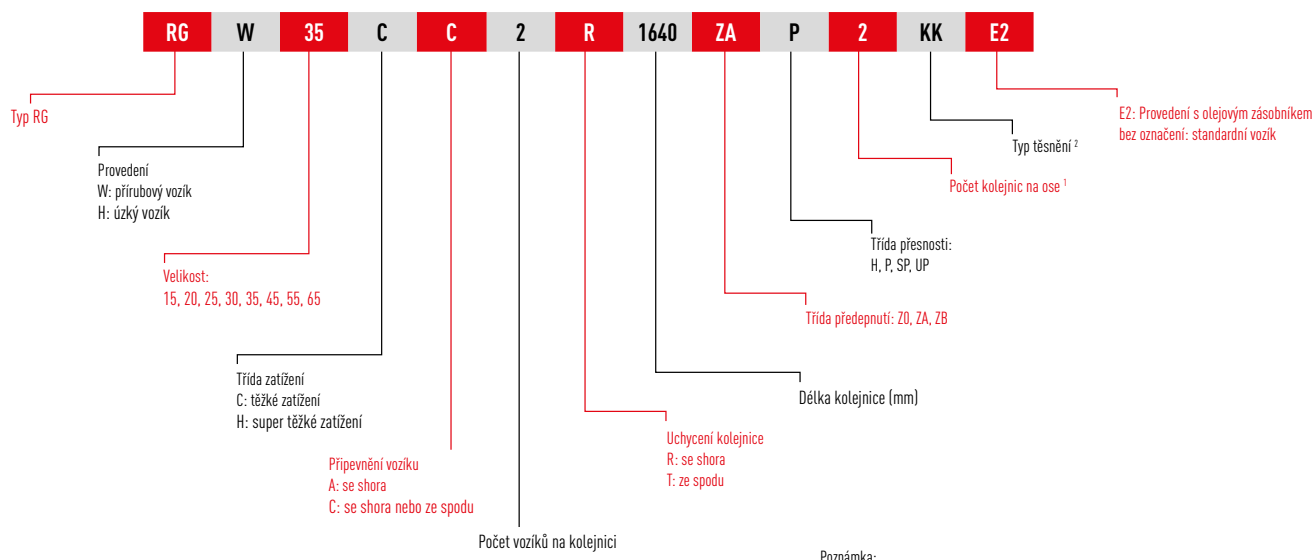 RG W 35 C C 2 R 1640 ZA P 2 KK E2
Typ RG
Provedení
W: přírubový vozík
H: úzký vozík
Velikost:
15, 20, 25, 30, 35, 45, 55, 65
Třída zatížení
C: těžké zatížení
H: super těžké zatížení
Připevnění vozíku
A: se shora
C: se shora nebo ze spodu
Počet vozíků na kolejnici
Uchycení kolejnice
R: se shora
T: ze spodu
Délka kolejnice (mm)
Třída předepnutí: Z0, ZA, ZB
Třída přesnosti:
H, P, SP, UP
Počet kolejnic na ose ¹
Typ těsnění ²
E2: Provedení s olejovým zásobníkem
bez označení: standardní vozík
Poznámka: